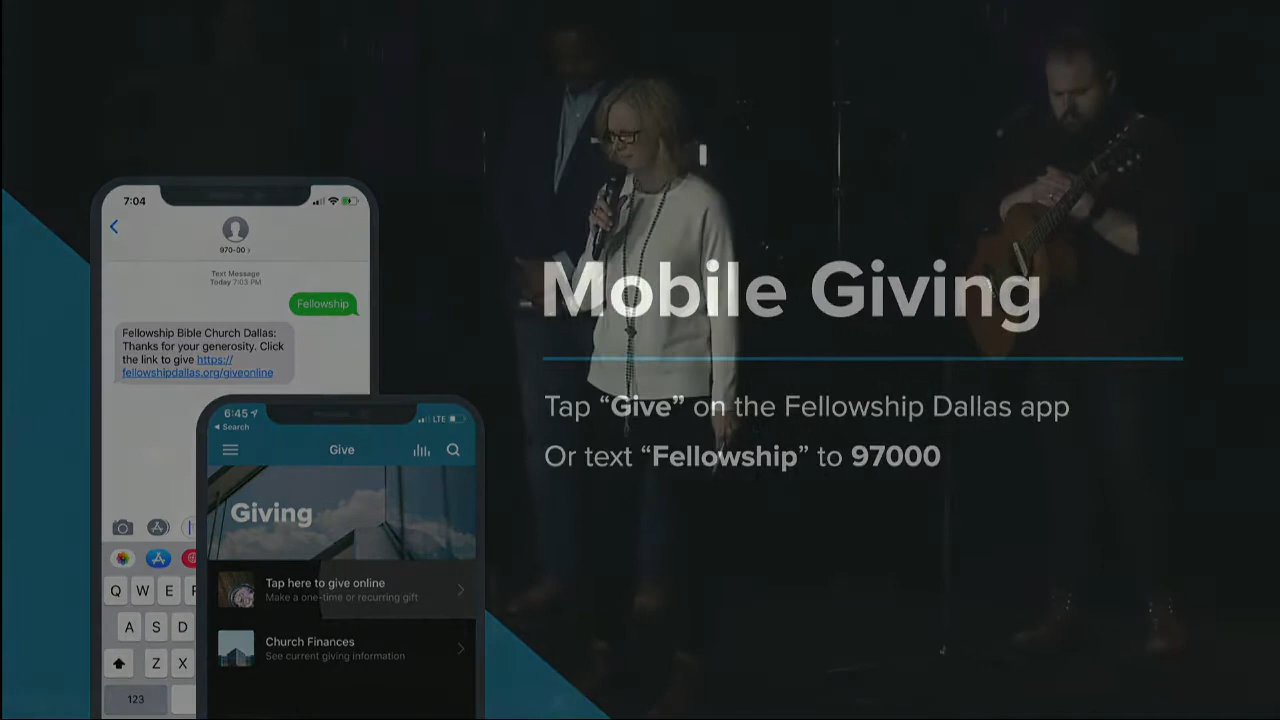 7:04
970-00 >
Text Message
Today 7:03 PM
Fellowship
Fellowship Bible Church Dallas:
Thanks for your generosity. Click
the link to give https://
fellowshipdallas.org/giveonline
Q W E
A S D
Z X
123
6:45
LTE
Search
Give
Giving
Tap here to give online
Make a one-time or recurring gift
Church Finances
See current giving information
Mobile Giving
Tap “Give” on the Fellowship Dallas app
Or text “Fellowship” to 97000